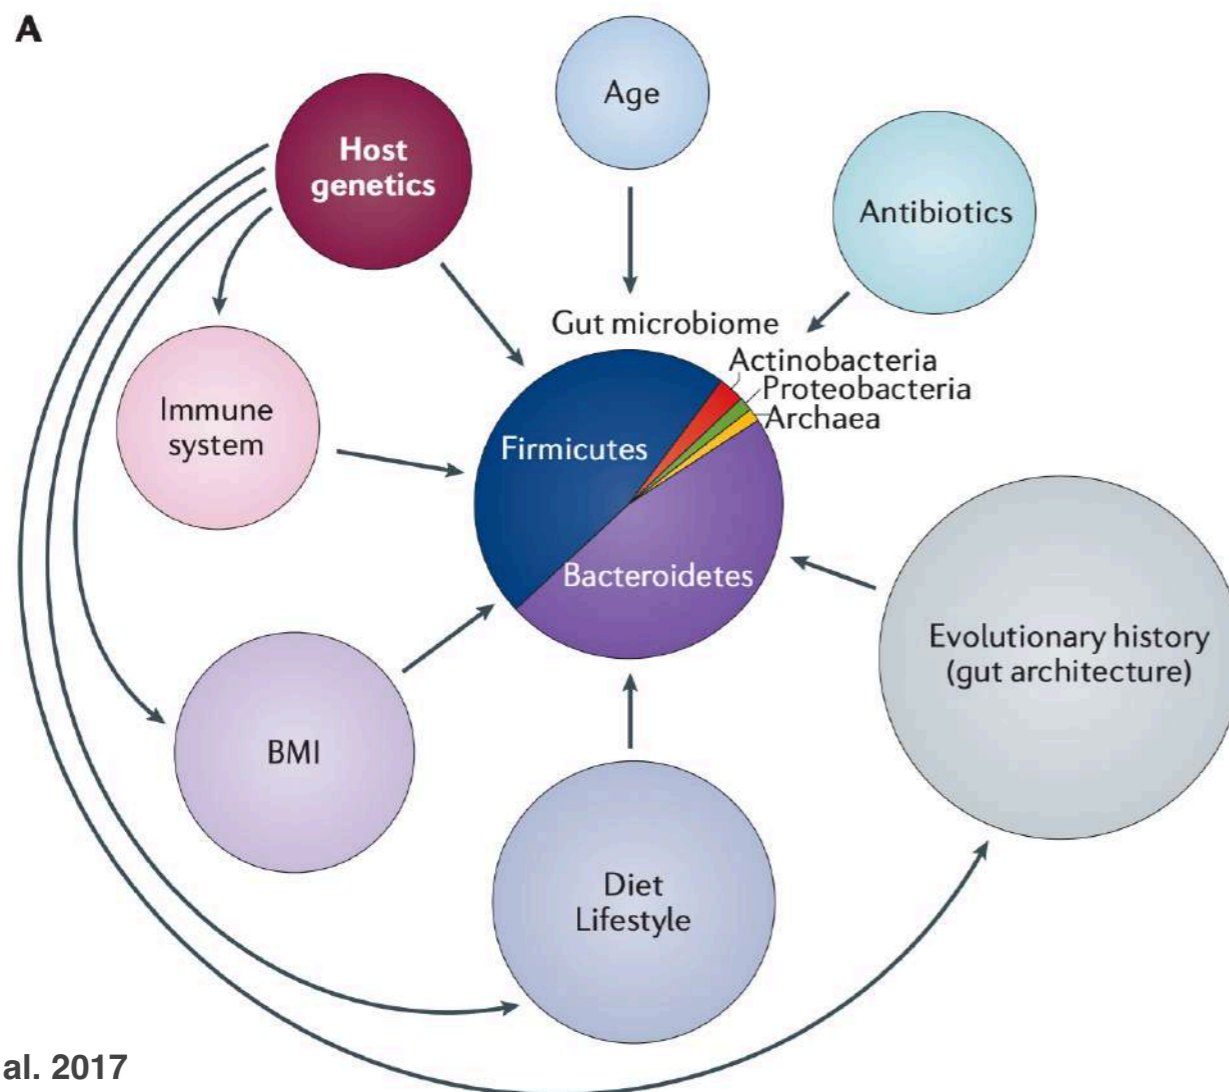 A
Age
Host
genetics
Antibiotics
Gut microbiome
Actinobacteria
Proteobacteria
Archaea
Immune
system
Firmicutes
Bacteroidetes
Evolutionary history
(gut architecture)
BMI
Diet
Lifestyle
al. 2017